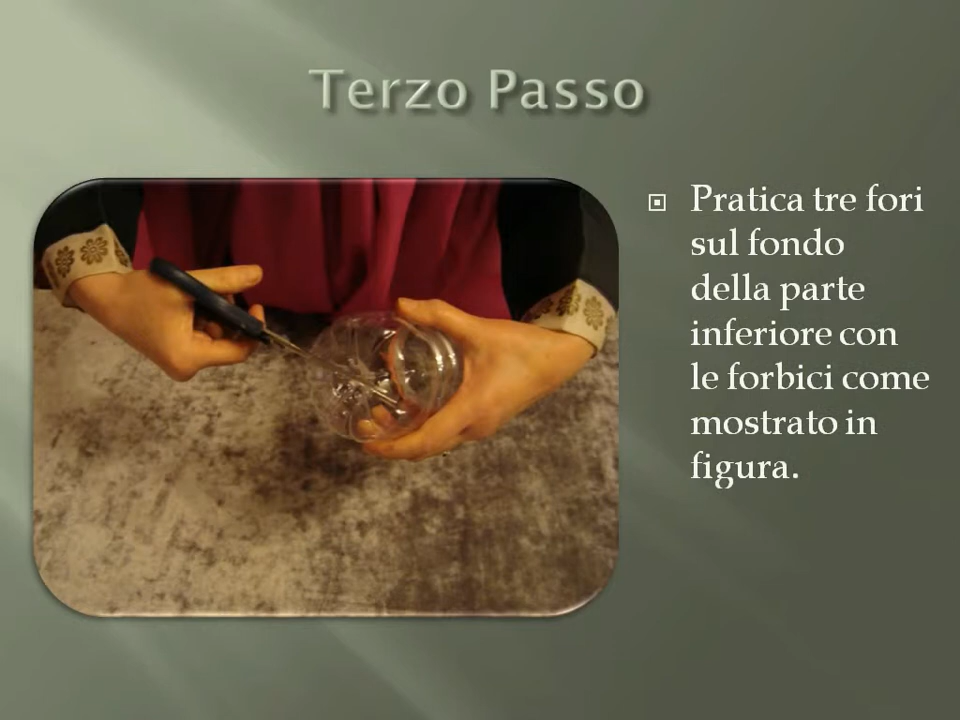 Terzo Passo
Pratica tre fori
sul fondo
della parte
inferiore con
le forbici come
mostrato in
figura.